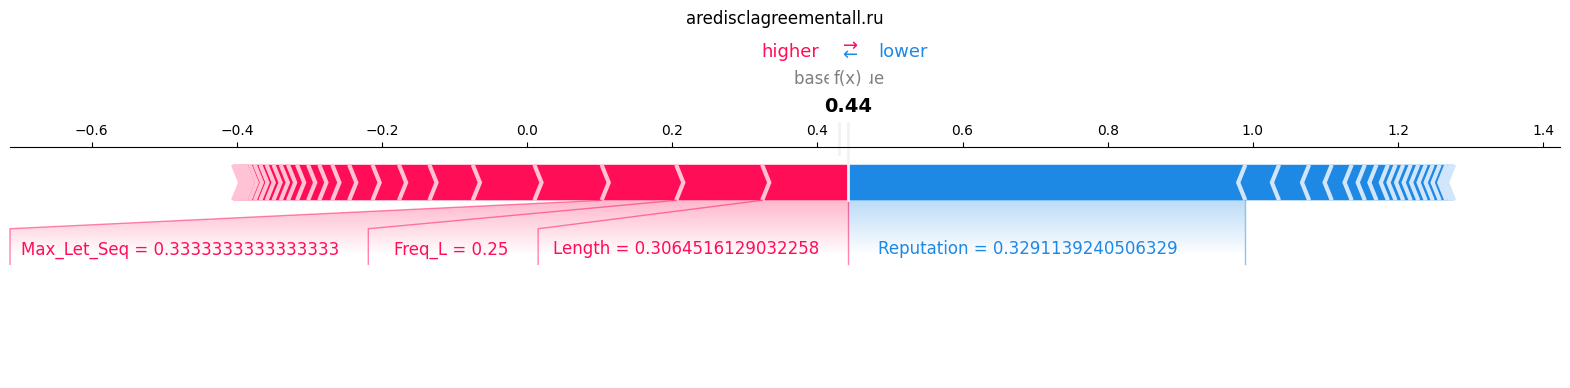 aredisclagreementall.ru
higher → ← lower
f(x)
0.44
−0.6 −0.4 −0.2 0.0 0.2 0.4 0.6 0.8 1.0 1.2 1.4
Max_Let_Seq = 0.3333333333333333 Freq_L = 0.25 Length = 0.3064516129032258 Reputation = 0.3291139240506329